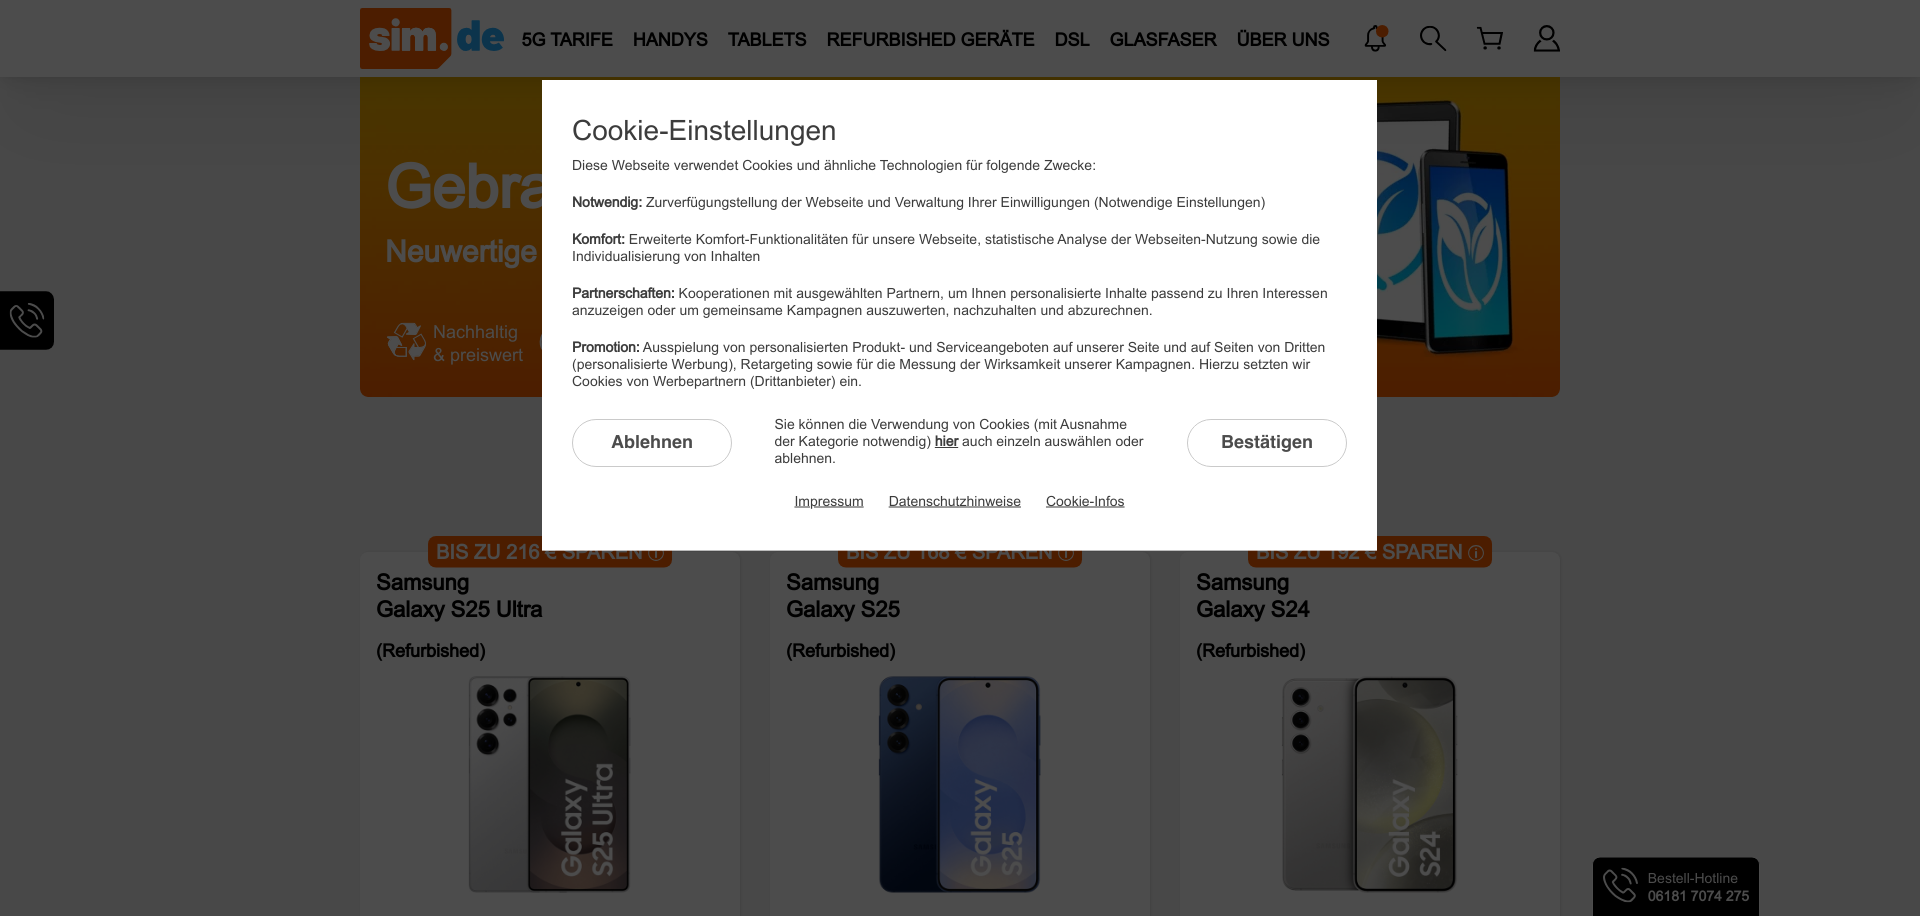 sim.de
5G TARIFE HANDYS TABLETS REFURBISHED GERÄTE DSL GLASFASER ÜBER UNS
Gebra
Neuwertige
Nachhaltig
& preiswert
Cookie-Einstellungen
Diese Webseite verwendet Cookies und ähnliche Technologien für folgende Zwecke:
Notwendig: Zurverfügungstellung der Webseite und Verwaltung Ihrer Einwilligungen (Notwendige Einstellungen)
Komfort: Erweiterte Komfort-Funktionalitäten für unsere Webseite, statistische Analyse der Webseiten-Nutzung sowie die
Individualisierung von Inhalten
Partnerschaften: Kooperationen mit ausgewählten Partnern, um Ihnen personalisierte Inhalte passend zu Ihren Interessen
anzuzeigen oder um gemeinsame Kampagnen auszuwerten, nachzuhalten und abzurechnen.
Promotion: Ausspielung von personalisierten Produkt- und Serviceangeboten auf unserer Seite und auf Seiten von Dritten
(personalisierte Werbung), Retargeting sowie für die Messung der Wirksamkeit unserer Kampagnen. Hierzu setzten wir
Cookies von Werbepartnern (Drittanbieter) ein.
Ablehnen
Sie können die Verwendung von Cookies (mit Ausnahme
der Kategorie notwendig) hier auch einzeln auswählen oder
ablehnen.
Bestätigen
Impressum Datenschutzhinweise Cookie-Infos
BIS ZU 216 € SPAREN
Samsung
Galaxy S25 Ultra
(Refurbished)
Galaxy
S25 Ultra
BIS ZU 168 € SPAREN
Samsung
Galaxy S25
(Refurbished)
Galaxy
S25
BIS ZU 192 € SPAREN
Samsung
Galaxy S24
(Refurbished)
Galaxy
S24
Bestell-Hotline
06181 7074 275